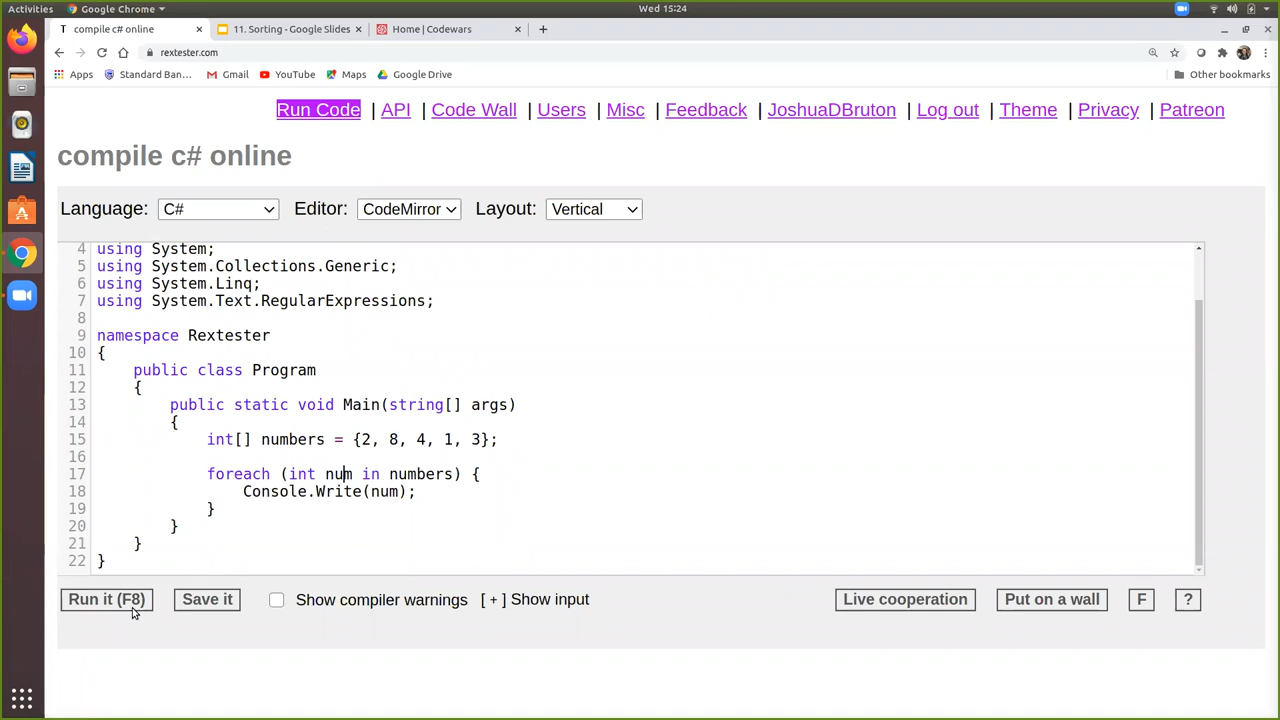 Activities
Google Chrome
Wed 15:24
T compile c# online
11. Sorting - Google Slides
Home | Codewars
rextester.com
Apps
Standard Ban...
Gmail
YouTube
Maps
Google Drive
Other bookmarks
Run Code | API | Code Wall | Users | Misc | Feedback | JoshuaDBruton | Log out | Theme | Privacy | Patreon
compile c# online
Language: C# Editor: CodeMirror Layout: Vertical
4 using System;
5 using System.Collections.Generic;
6 using System.Linq;
7 using System.Text.RegularExpressions;
8
9 namespace Rextester
10 {
11 public class Program
12 {
13 public static void Main(string[] args)
14 {
15 int[] numbers = {2, 8, 4, 1, 3};
16
17 foreach (int num in numbers) {
18 Console.Write(num);
19 }
20 }
21 }
22 }
Run it (F8) Save it Show compiler warnings [ + ] Show input Live cooperation Put on a wall F ?